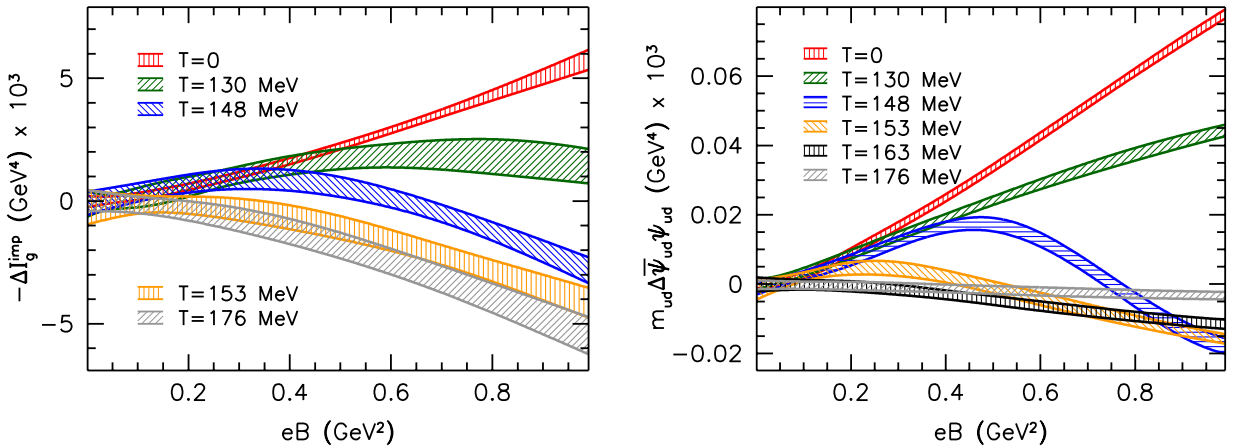 −ΔI_g^imp (GeV⁴) × 10³
5
0
−5
T=0
T=130 MeV
T=148 MeV
T=153 MeV
T=176 MeV
0.2
0.4
0.6
0.8
eB (GeV²)
m_ud Δψ̄_ud ψ_ud (GeV⁴) × 10³
0.06
0.04
0.02
0
−0.02
T=0
T=130 MeV
T=148 MeV
T=153 MeV
T=163 MeV
T=176 MeV
0.2
0.4
0.6
0.8
eB (GeV²)